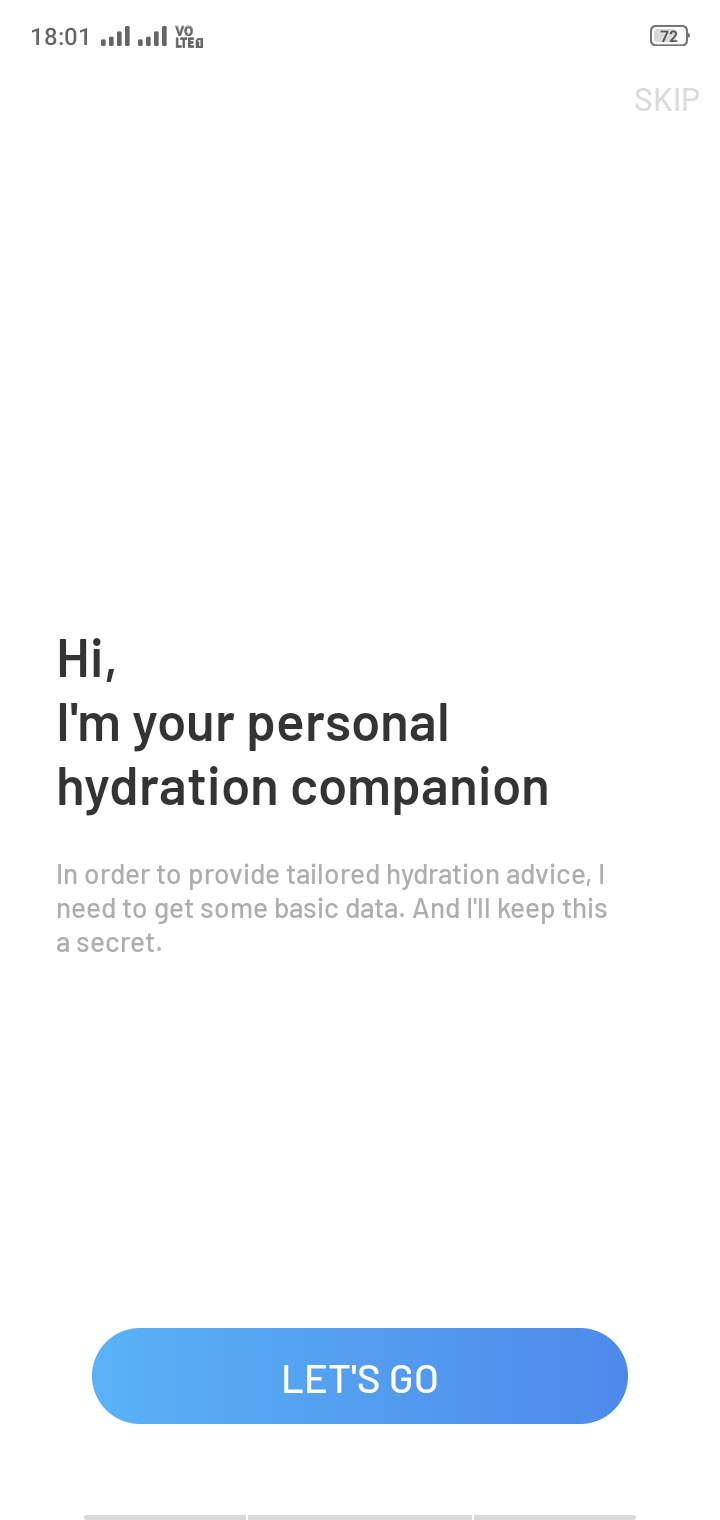 18:01 VO LTE 72
SKIP
Hi,
I'm your personal
hydration companion
In order to provide tailored hydration advice, I
need to get some basic data. And I'll keep this
a secret.
LET'S GO